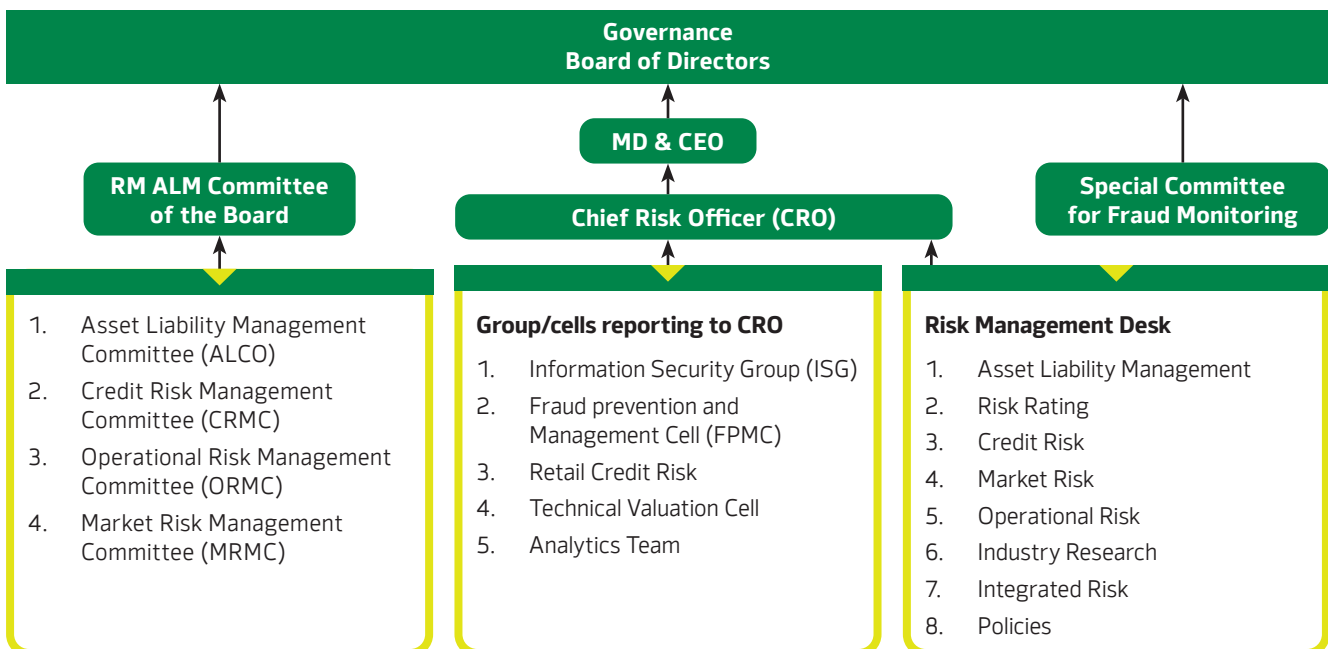 Governance
Board of Directors
MD & CEO
RM ALM Committee
of the Board
Chief Risk Officer (CRO)
Special Committee
for Fraud Monitoring
1. Asset Liability Management
Committee (ALCO)
2. Credit Risk Management
Committee (CRMC)
3. Operational Risk Management
Committee (ORMC)
4. Market Risk Management
Committee (MRMC)
Group/cells reporting to CRO
1. Information Security Group (ISG)
2. Fraud prevention and
Management Cell (FPMC)
3. Retail Credit Risk
4. Technical Valuation Cell
5. Analytics Team
Risk Management Desk
1. Asset Liability Management
2. Risk Rating
3. Credit Risk
4. Market Risk
5. Operational Risk
6. Industry Research
7. Integrated Risk
8. Policies